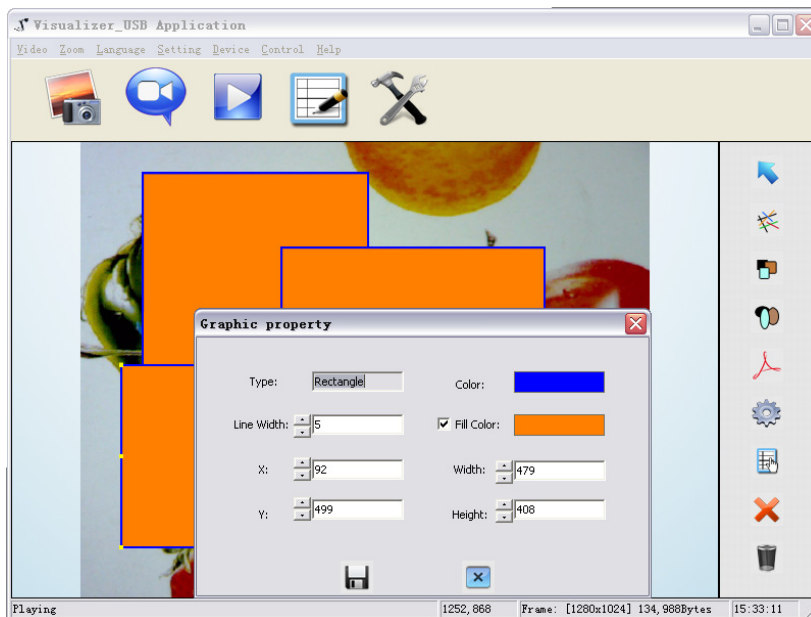 Visualizer_USB Application
Video Zoom Language Setting Device Control Help
Graphic property
Type: Rectangle Color:
Line Width: 5 Fill Color:
X: 92 Width: 479
Y: 499 Height: 408
Playing 1252,868 Frame: [1280x1024] 134,988Bytes 15:33:11